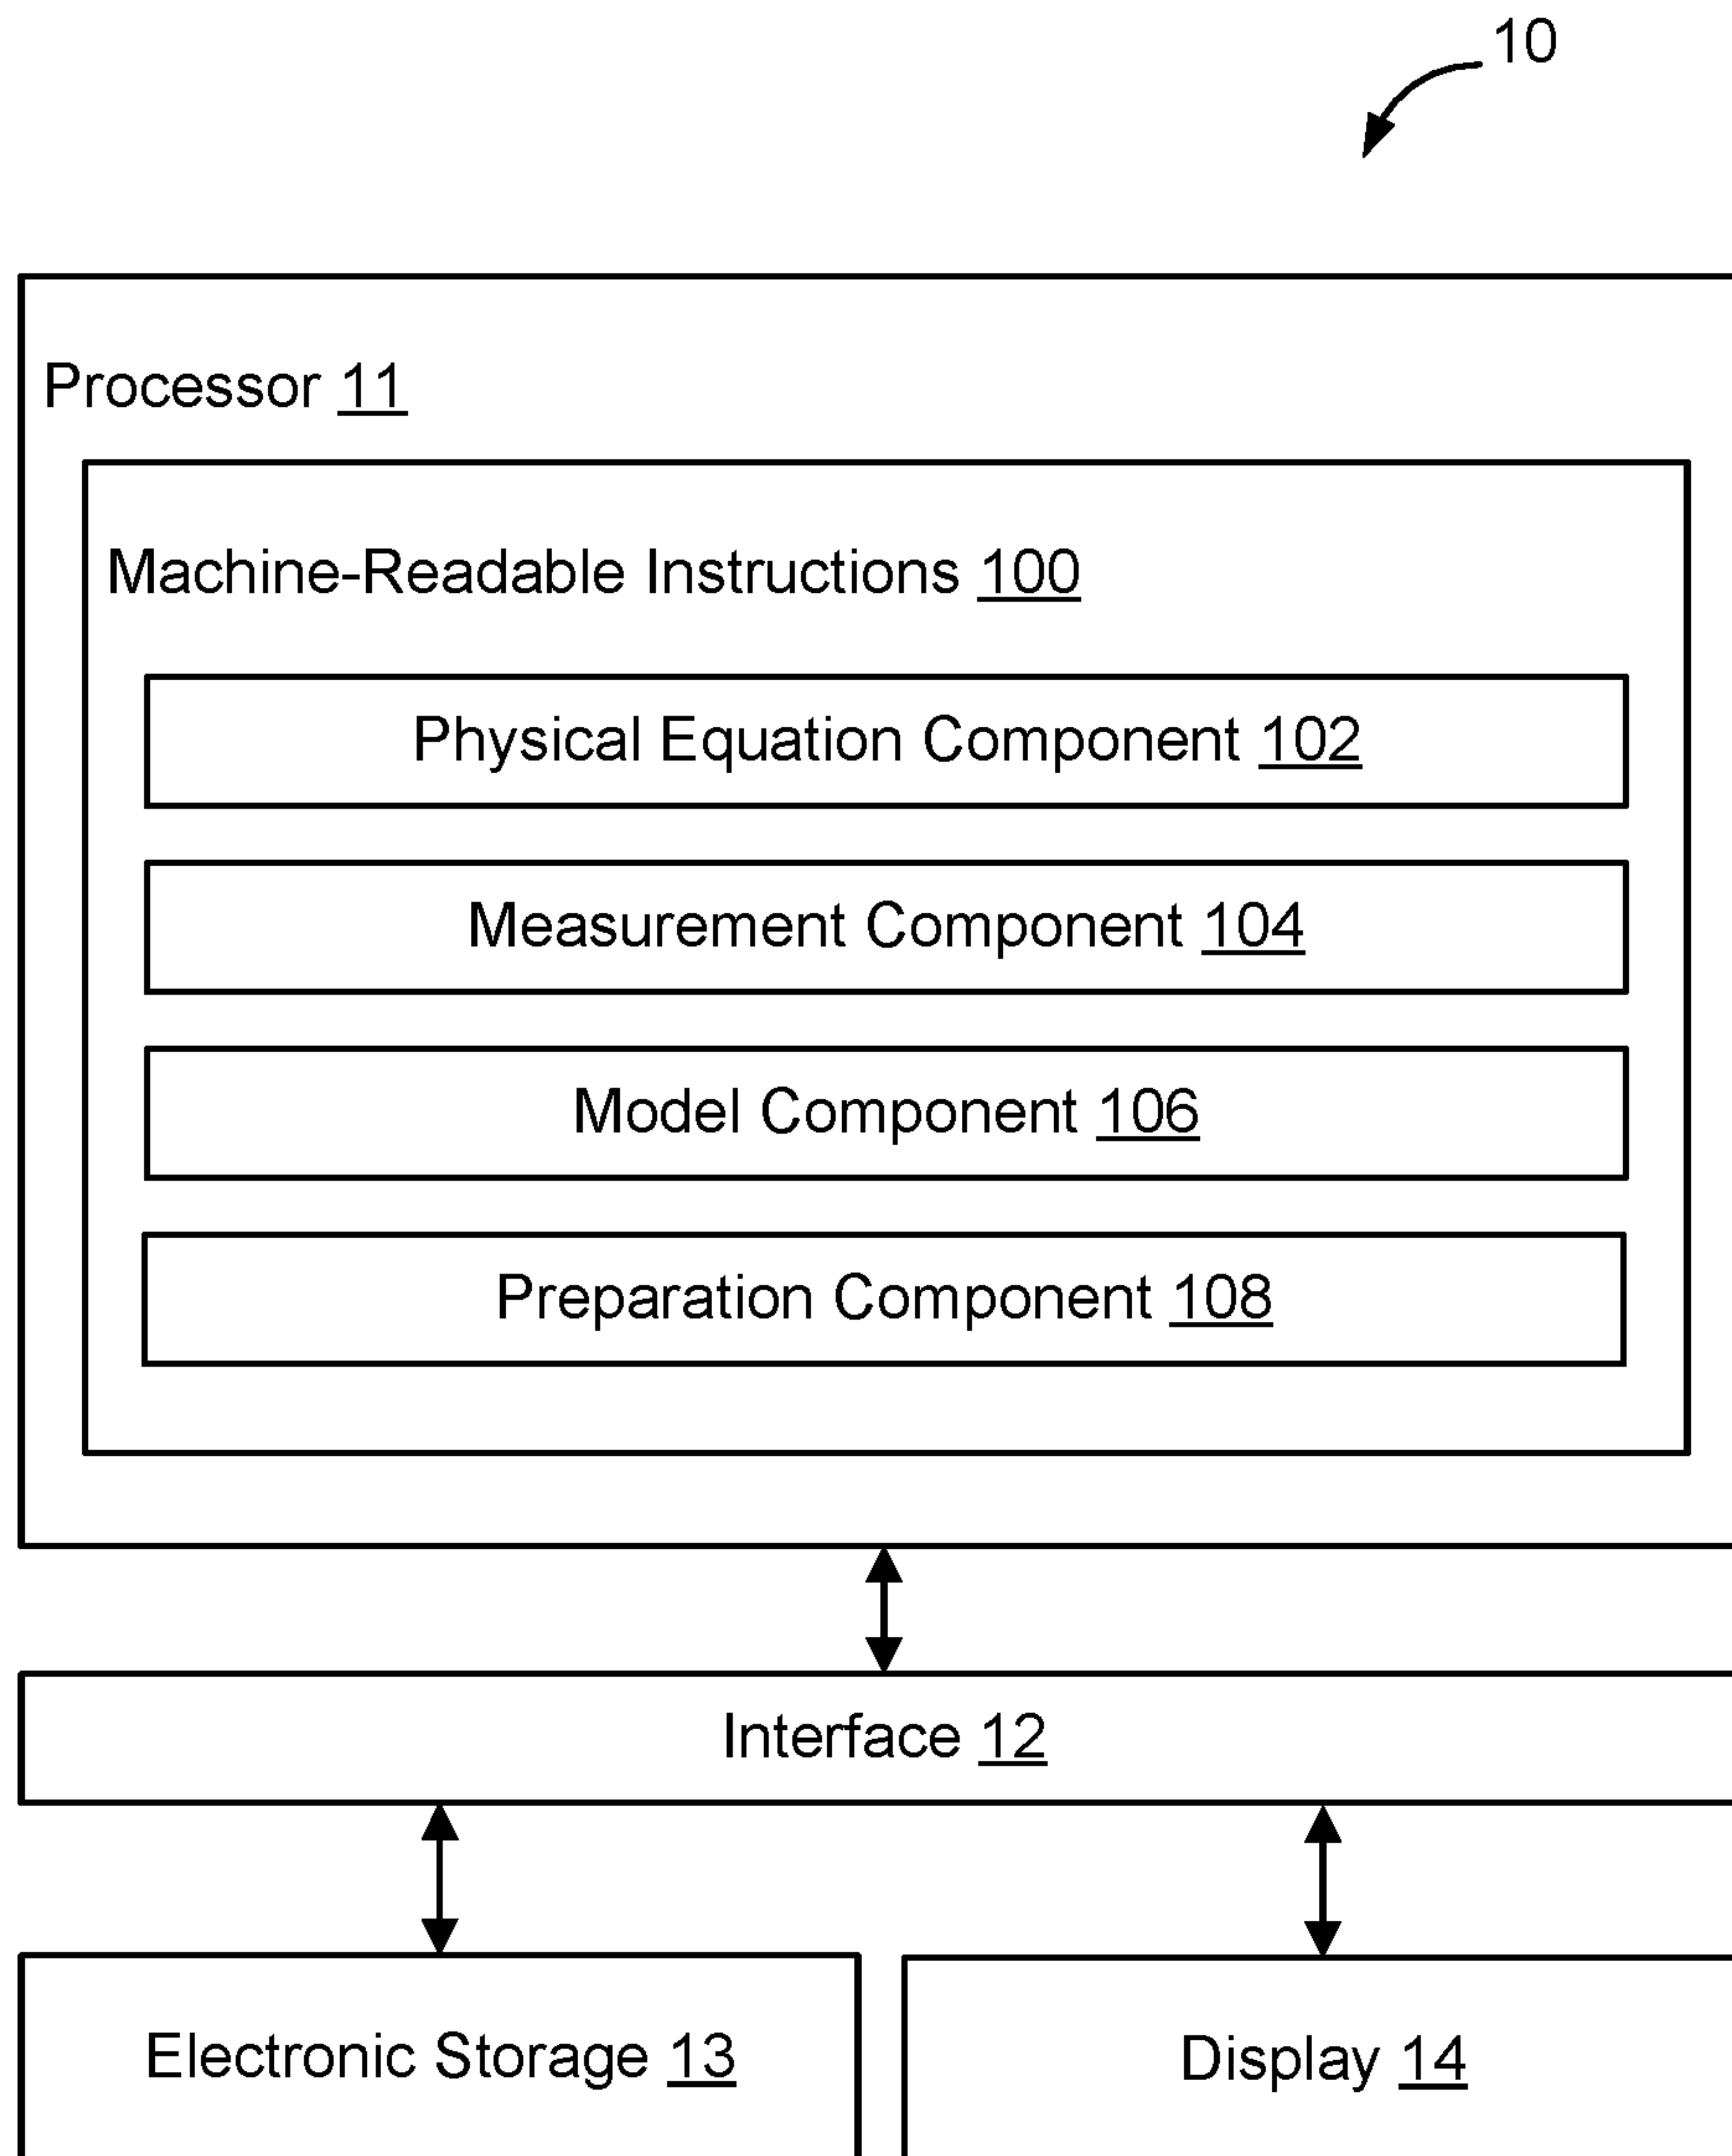 10
Processor 11
Machine-Readable Instructions 100
Physical Equation Component 102
Measurement Component 104
Model Component 106
Preparation Component 108
Interface 12
Electronic Storage 13
Display 14